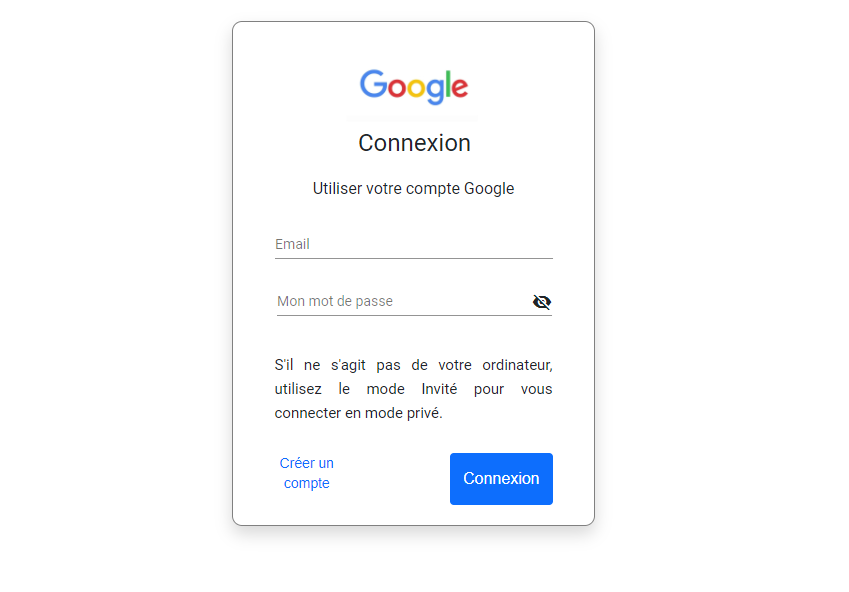 Google
Connexion
Utiliser votre compte Google
Email
Mon mot de passe
S'il ne s'agit pas de votre ordinateur,
utilisez le mode Invité pour vous
connecter en mode privé.
Créer un
compte
Connexion